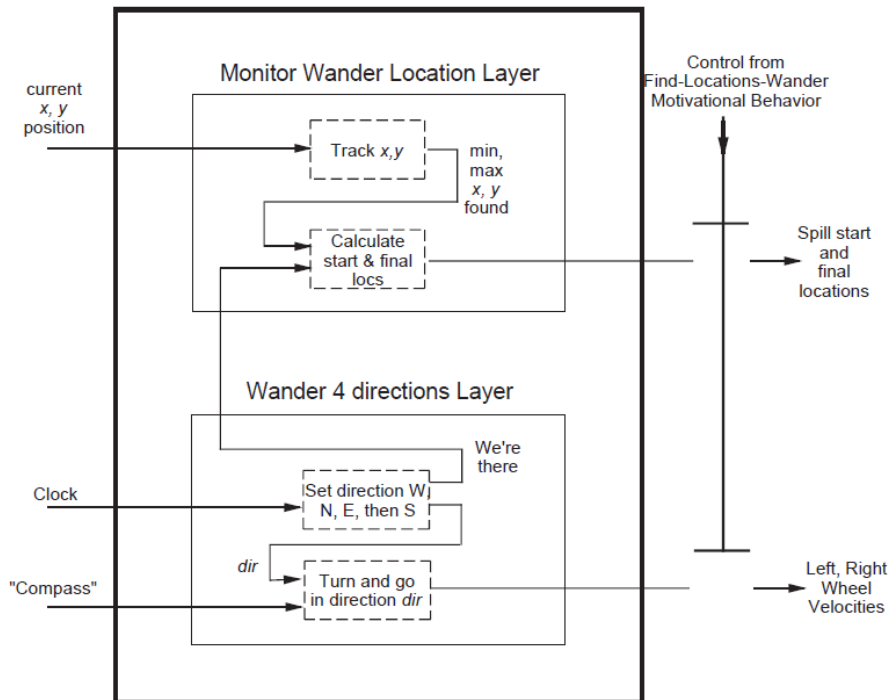 Monitor Wander Location Layer
current
x, y
position
Track x,y
min,
max
x, y
found
Calculate
start & final
locs
Control from
Find-Locations-Wander
Motivational Behavior
Spill start
and
final
locations
Wander 4 directions Layer
We're
there
Clock
Set direction W,
N, E, then S
dir
"Compass"
Turn and go
in direction dir
Left, Right
Wheel
Velocities